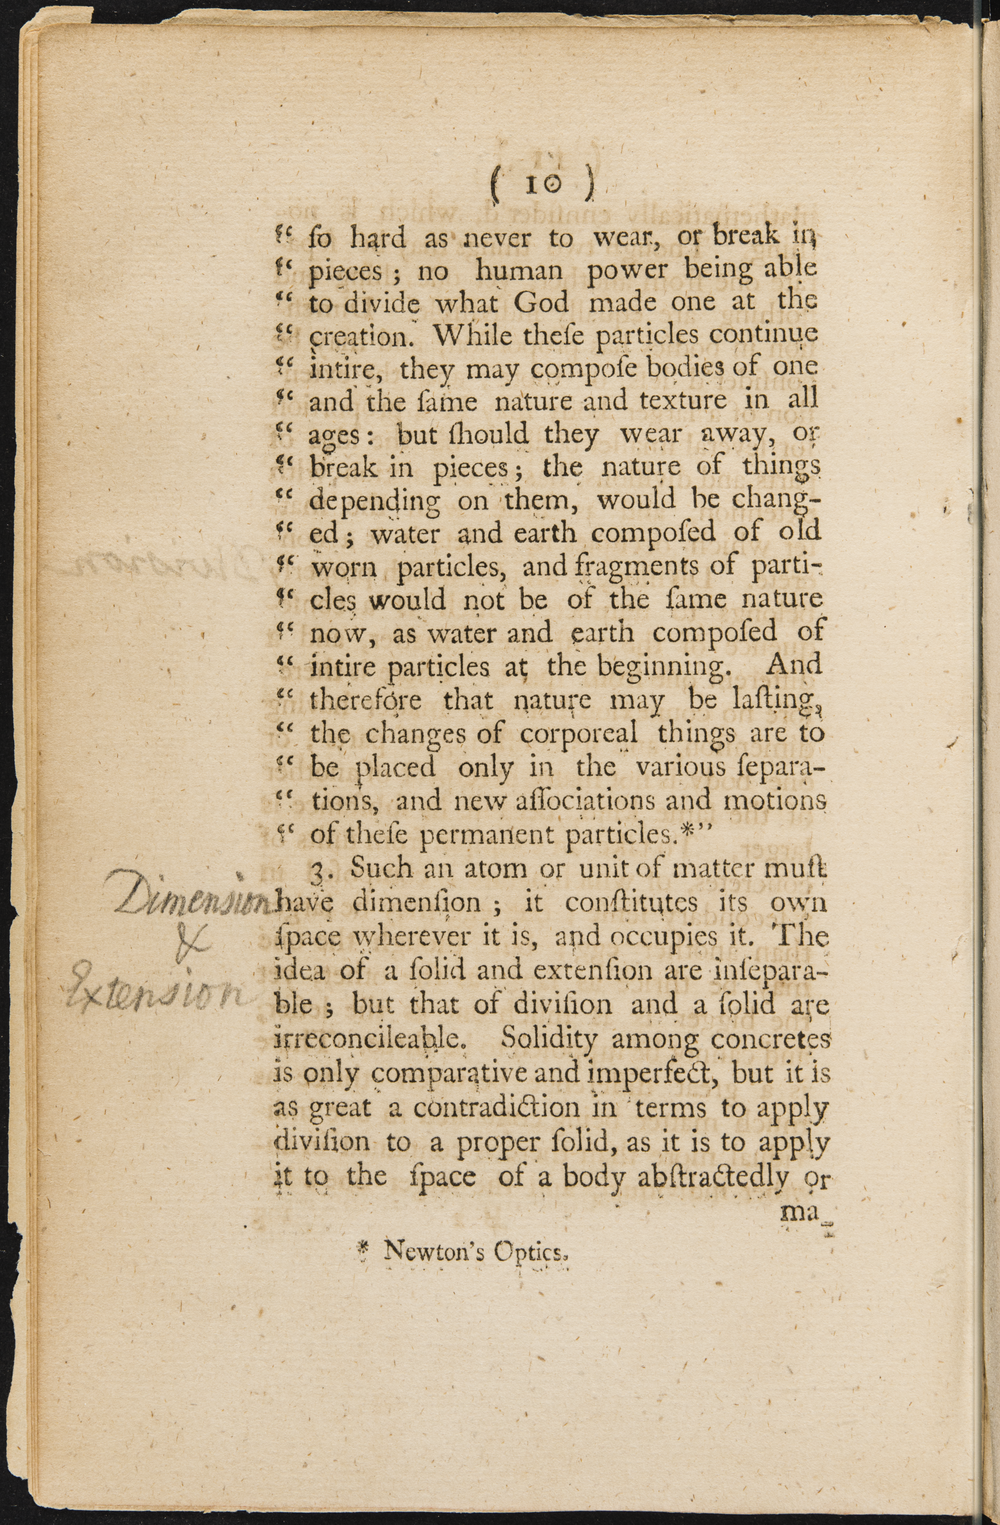 ( 10 )
“ ſo hard as never to wear, or break in
“ pieces ; no human power being able
“ to divide what God made one at the
“ creation. While theſe particles continue
“ intire, they may compoſe bodies of one
“ and the ſame nature and texture in all
“ ages : but ſhould they wear away, or
“ break in pieces ; the nature of things
“ depending on them, would be chang-
“ ed ; water and earth compoſed of old
“ worn particles, and fragments of parti-
“ cles would not be of the ſame nature
“ now, as water and earth compoſed of
“ intire particles at the beginning. And
“ therefore that nature may be laſting,
“ the changes of corporeal things are to
“ be placed only in the various ſepara-
“ tions, and new aſſociations and motions
“ of theſe permanent particles.*”
3. Such an atom or unit of matter muſt
have dimenſion ; it conſtitutes its own
ſpace wherever it is, and occupies it. The
idea of a ſolid and extenſion are inſepara-
ble ; but that of diviſion and a ſolid are
irreconcileable. Solidity among concretes
is only comparative and imperfect, but it is
as great a contradiction in terms to apply
diviſion to a proper ſolid, as it is to apply
it to the ſpace of a body abſtractedly or
ma-
* Newton's Optics.
Dimension
&
Extension